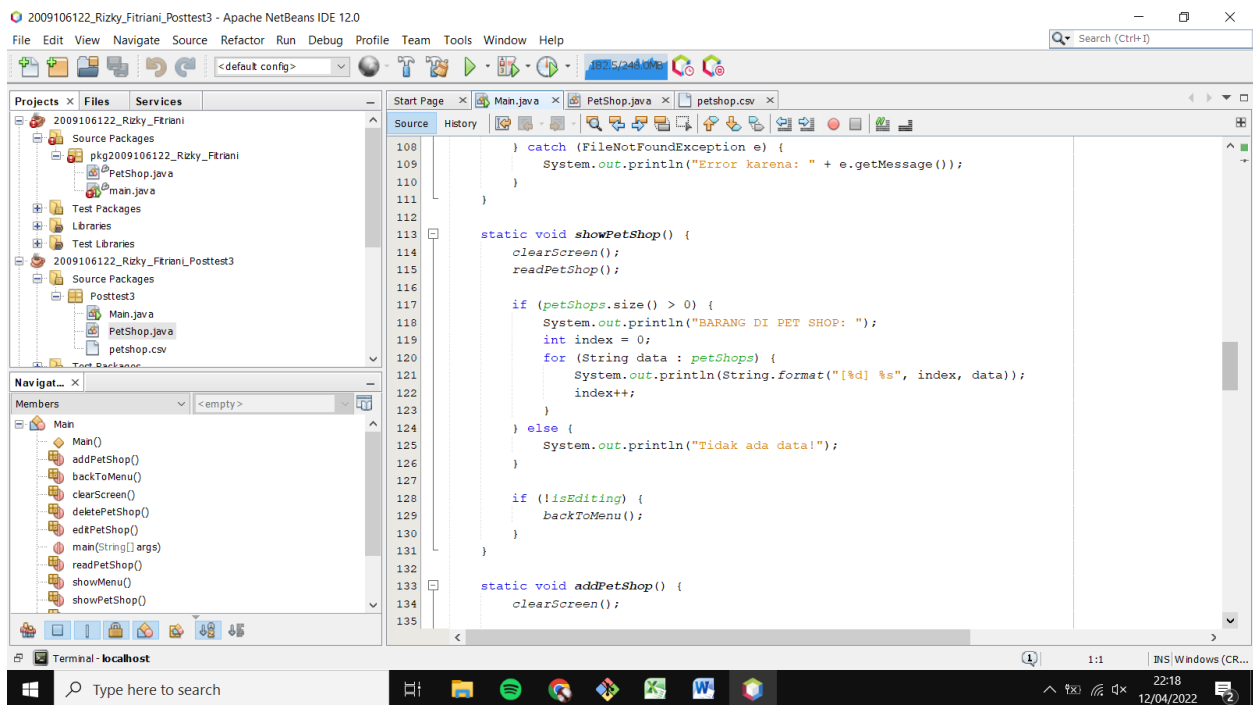 2009106122_Rizky_Fitriani_Posttest3 - Apache NetBeans IDE 12.0
File Edit View Navigate Source Refactor Run Debug Profile Team Tools Window Help
Search (Ctrl+I)
<default config>
182.5/248.0MB
Projects Files Services
Start Page Main.java PetShop.java petshop.csv
Source History
2009106122_Rizky_Fitriani
Source Packages
pkg2009106122_Rizky_Fitriani
PetShop.java
main.java
Test Packages
Libraries
Test Libraries
2009106122_Rizky_Fitriani_Posttest3
Source Packages
Posttest3
Main.java
PetShop.java
petshop.csv
Test Packages
Navigat...
Members <empty>
Main
Main()
addPetShop()
backToMenu()
clearScreen()
deletePetShop()
editPetShop()
main(String[] args)
readPetShop()
showMenu()
showPetShop()
108 } catch (FileNotFoundException e) {
109 System.out.println("Error karena: " + e.getMessage());
110 }
111 }
112
113 static void showPetShop() {
114 clearScreen();
115 readPetShop();
116
117 if (petShops.size() > 0) {
118 System.out.println("BARANG DI PET SHOP: ");
119 int index = 0;
120 for (String data : petShops) {
121 System.out.println(String.format("[%d] %s", index, data));
122 index++;
123 }
124 } else {
125 System.out.println("Tidak ada data!");
126 }
127
128 if (!isEditing) {
129 backToMenu();
130 }
131 }
132
133 static void addPetShop() {
134 clearScreen();
135
Terminal - localhost
1
1:1
INS Windows (CR...
Type here to search
22:18
12/04/2022
2